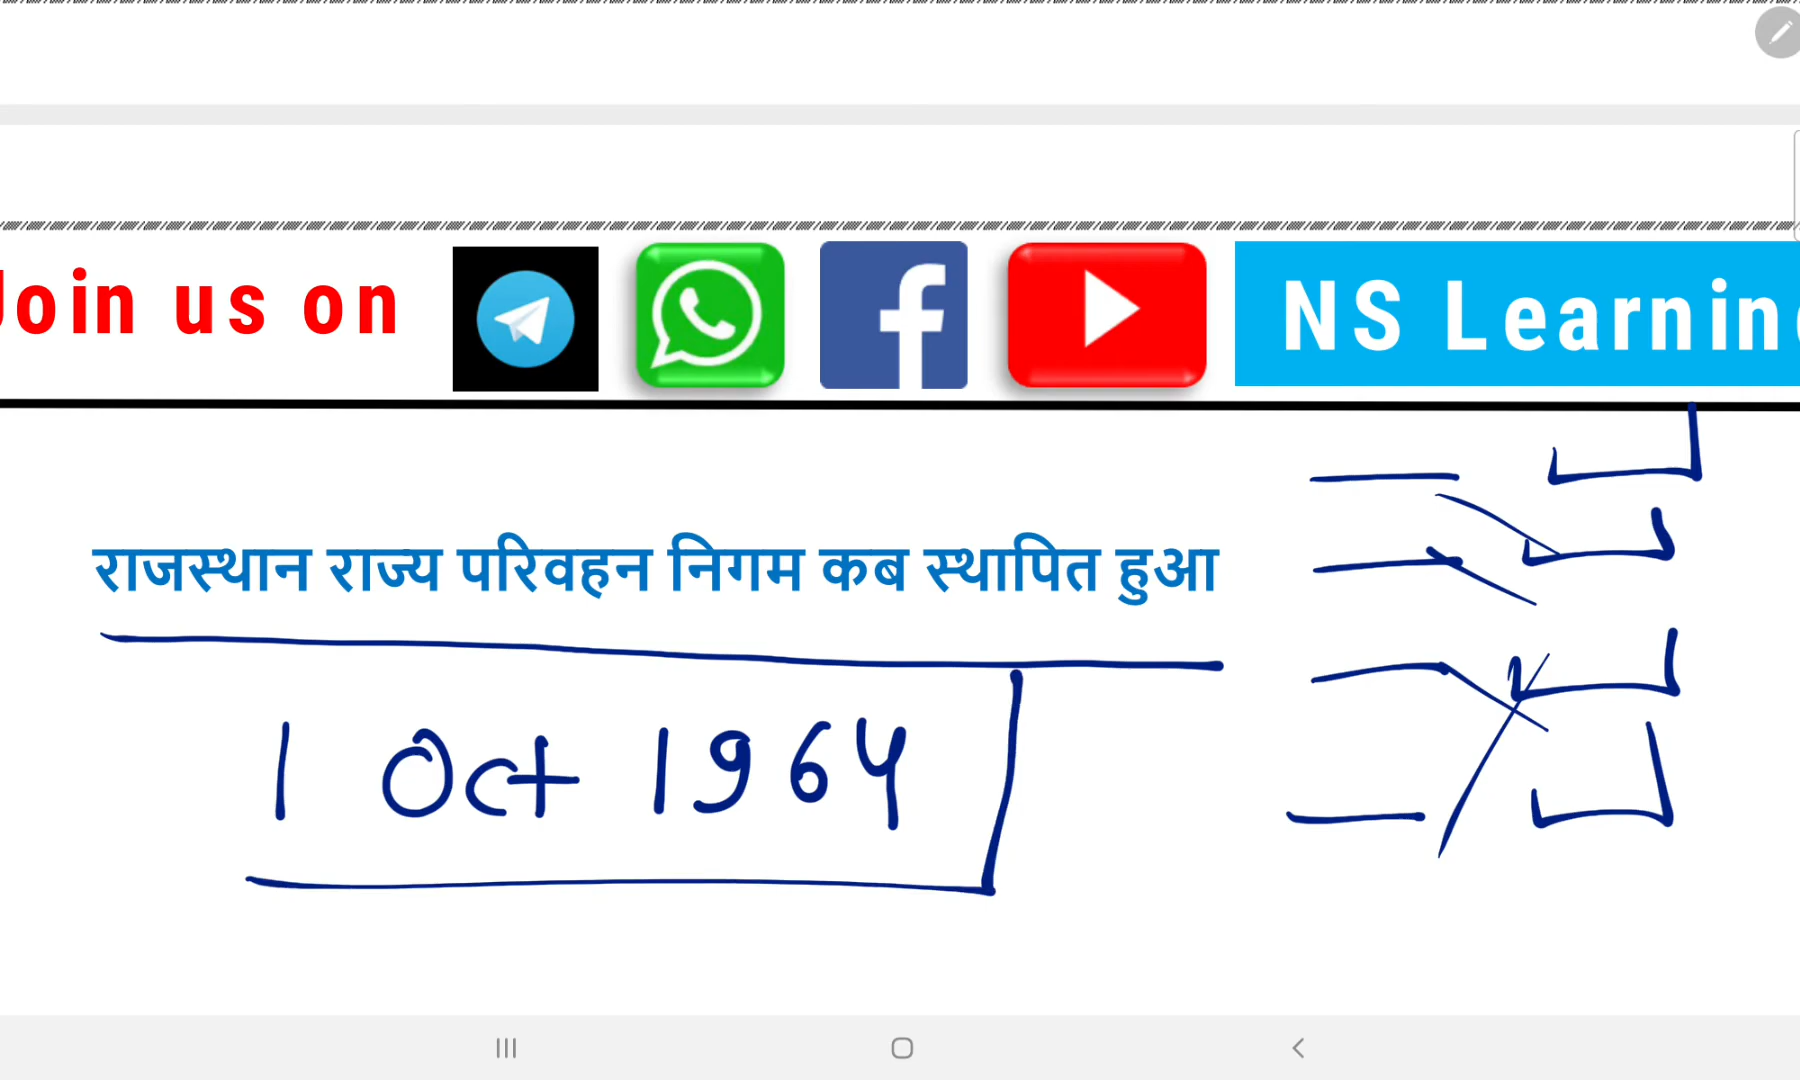 Join us on NS Learnin
राजस्थान राज्य परिवहन निगम कब स्थापित हुआ
1 Oct 1964